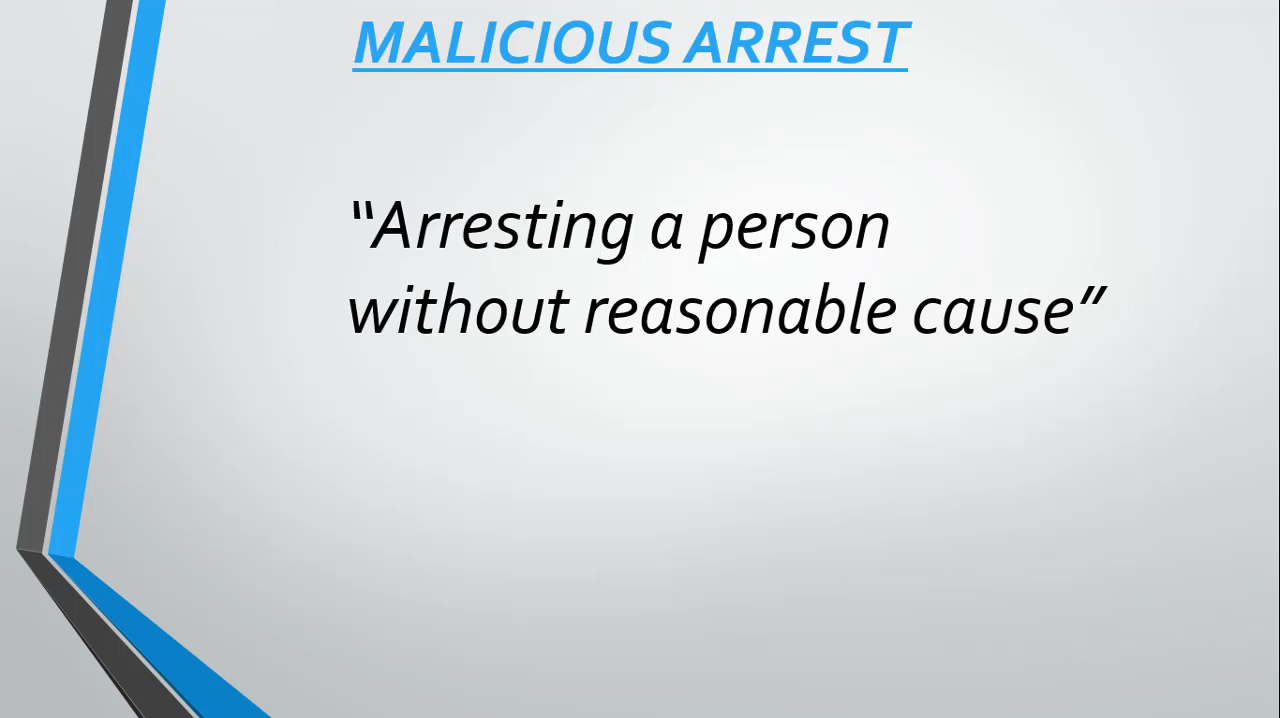 MALICIOUS ARREST
“Arresting a person
without reasonable cause”